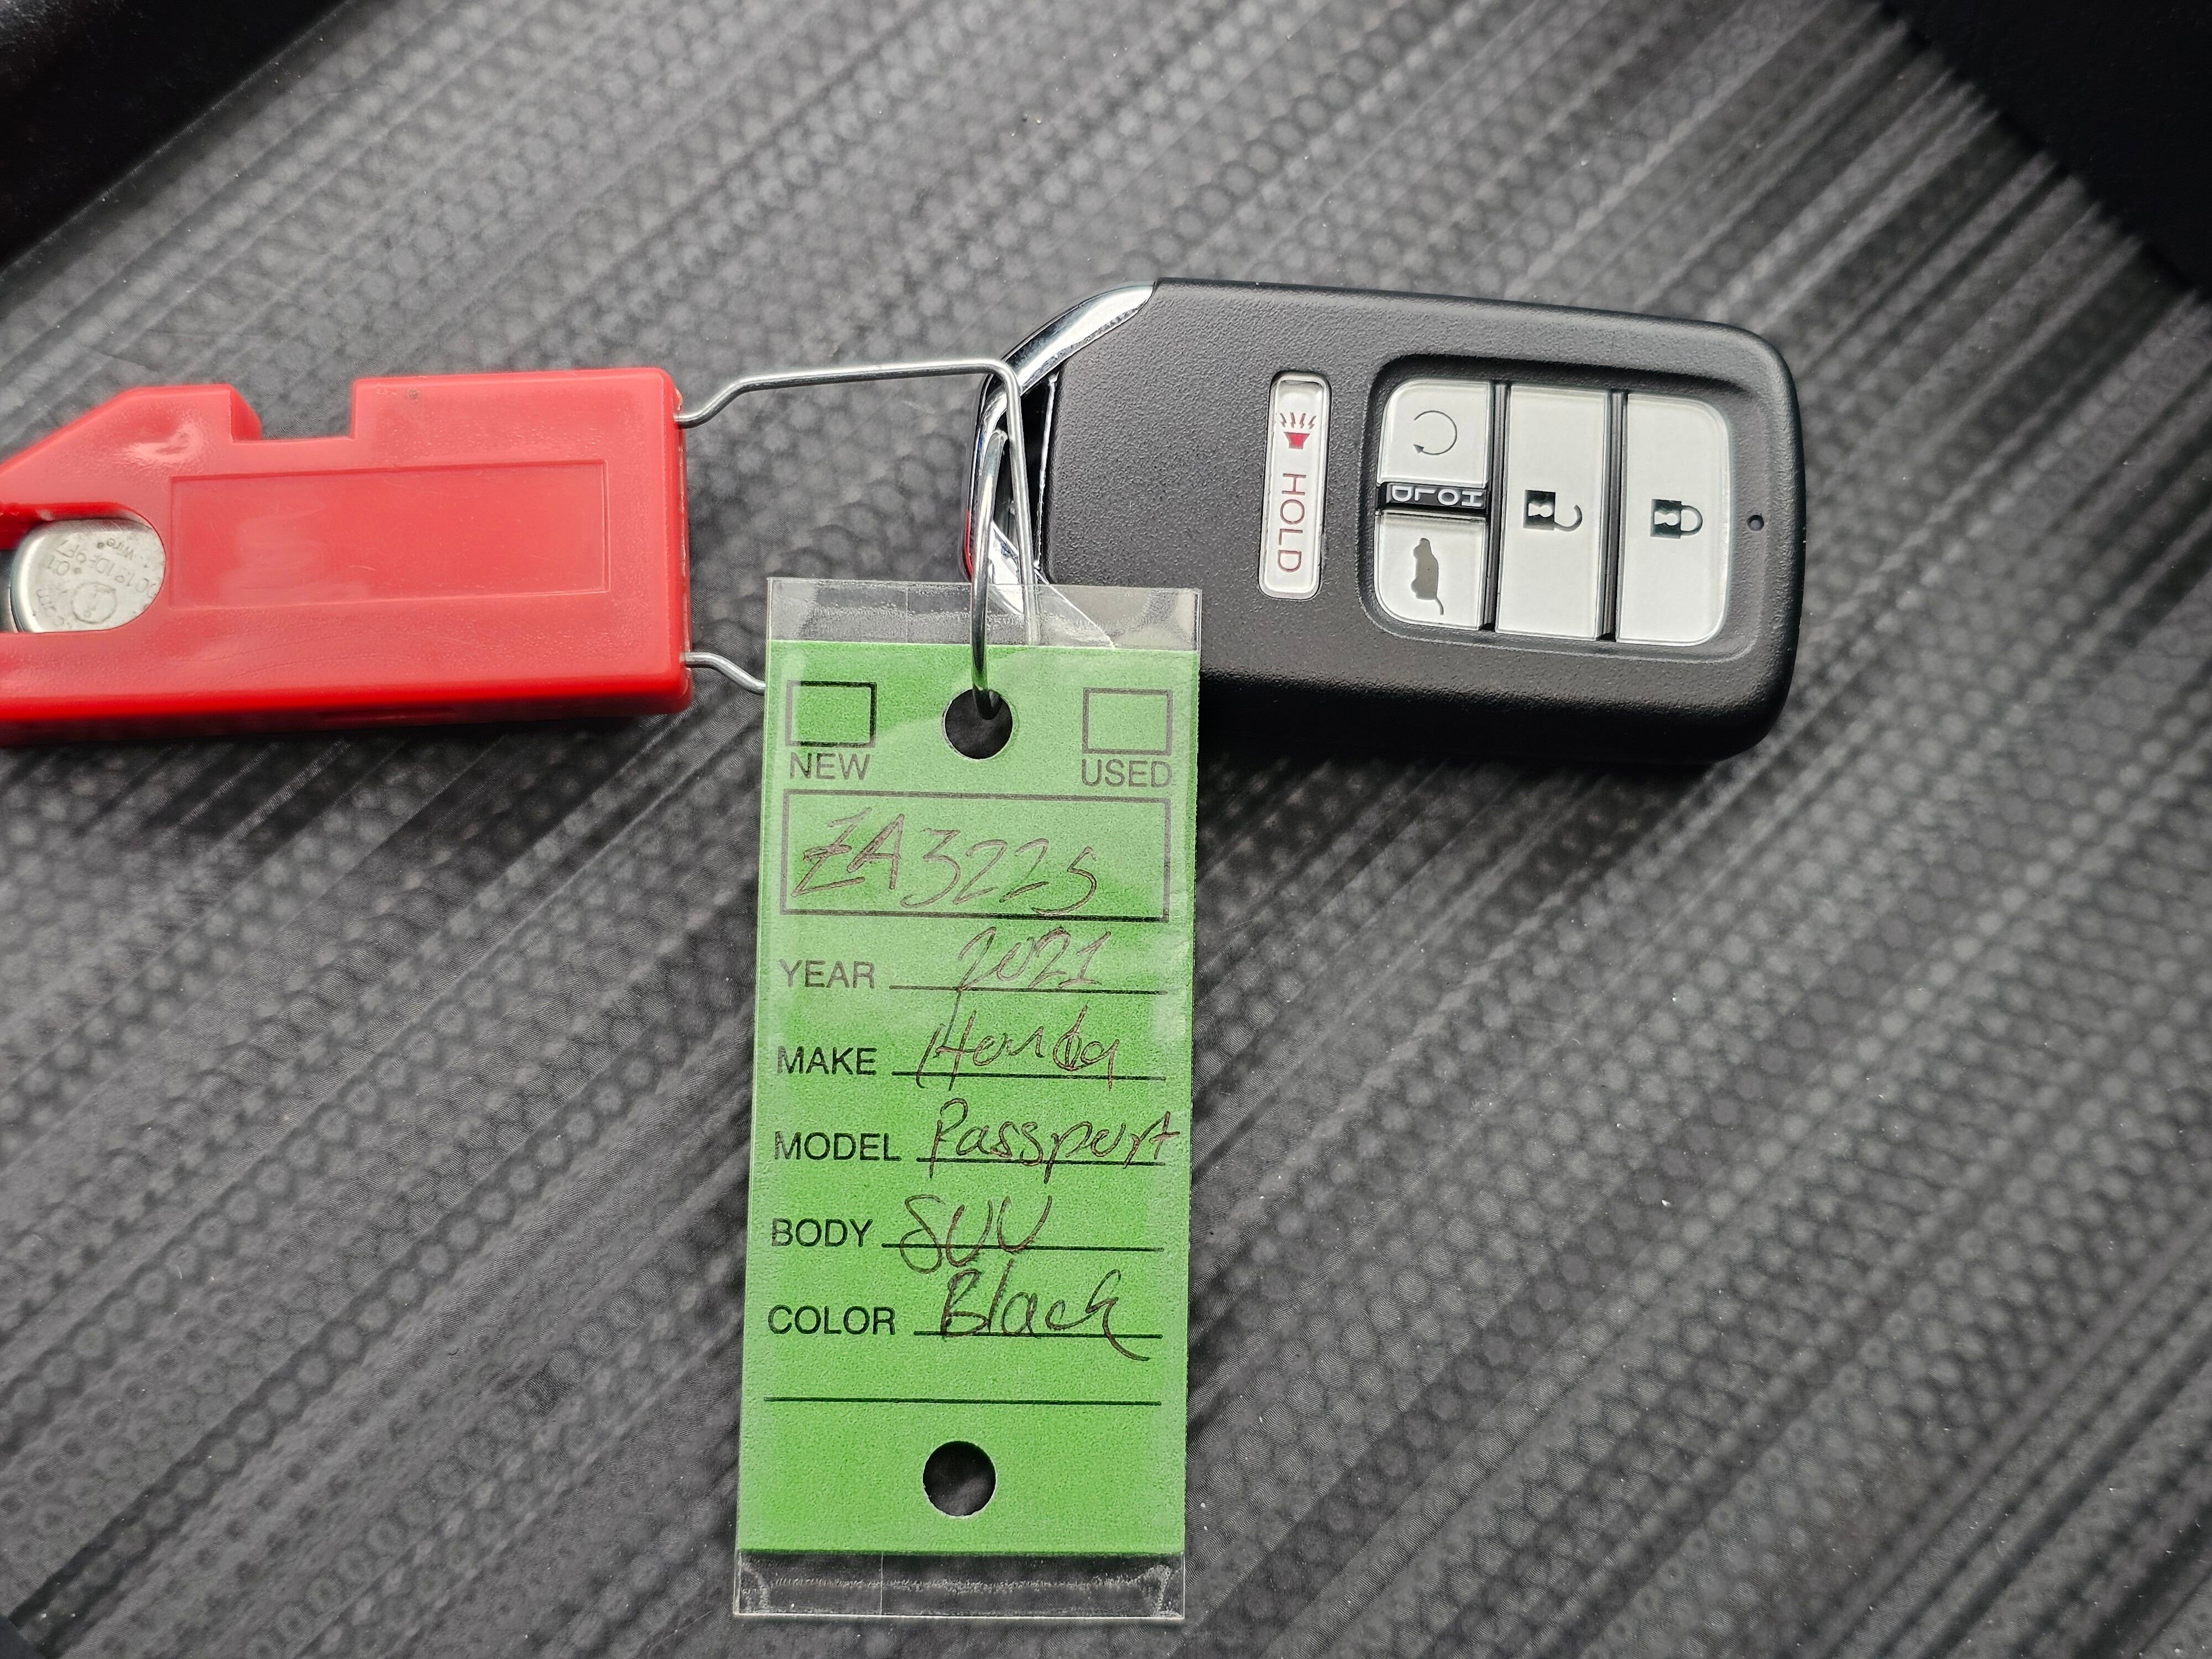 NEW USED
ZA3225
YEAR 2021
MAKE Honda
MODEL Passport
BODY SUV
COLOR Black
HOLD
HOLD